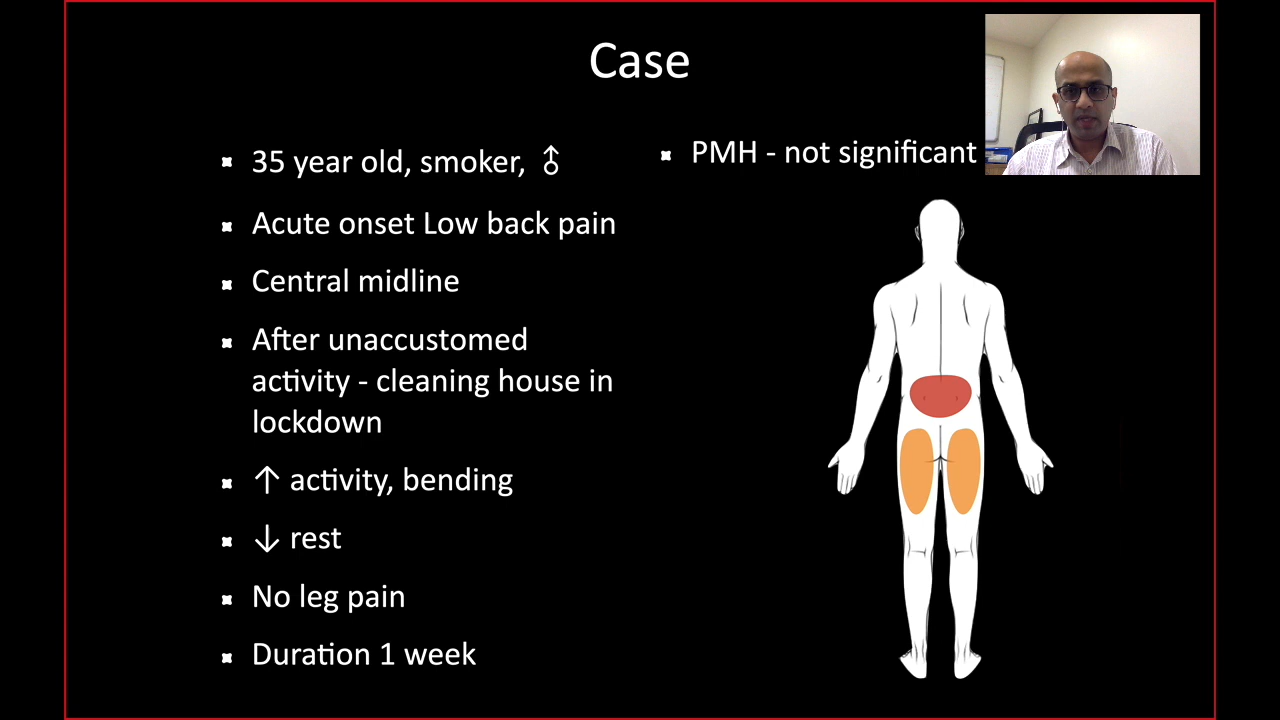 Case
35 year old, smoker, ⚦
Acute onset Low back pain
Central midline
After unaccustomed
activity - cleaning house in
lockdown
↑ activity, bending
↓ rest
No leg pain
Duration 1 week
PMH - not significant